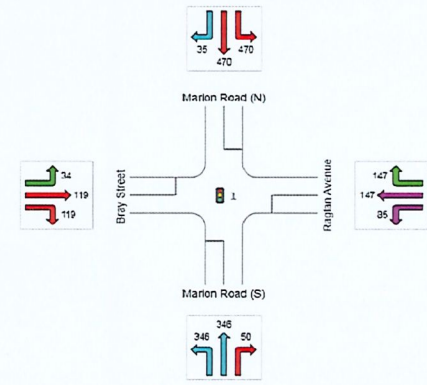 35 470
470
Marion Road (N)
34
119
119
Bray Street
1
Raglan Avenue
147
147
85
Marion Road (S)
346
346 50